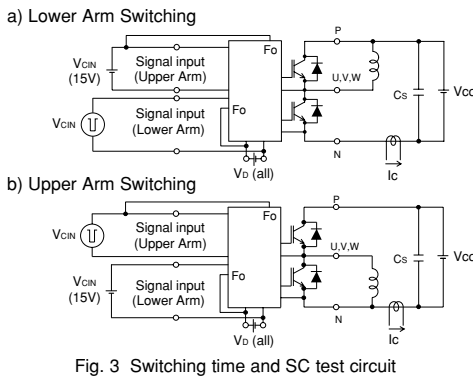 a) Lower Arm Switching
P
Fo
VCIN
(15V)
Signal input
(Upper Arm)
U,V,W
CS
VCC
Signal input
(Lower Arm)
Fo
VCIN
N
VD (all)
Ic
b) Upper Arm Switching
P
Fo
VCIN
Signal input
(Upper Arm)
U,V,W
CS
VCC
Fo
VCIN
(15V)
Signal input
(Lower Arm)
N
VD (all)
Ic
Fig. 3 Switching time and SC test circuit